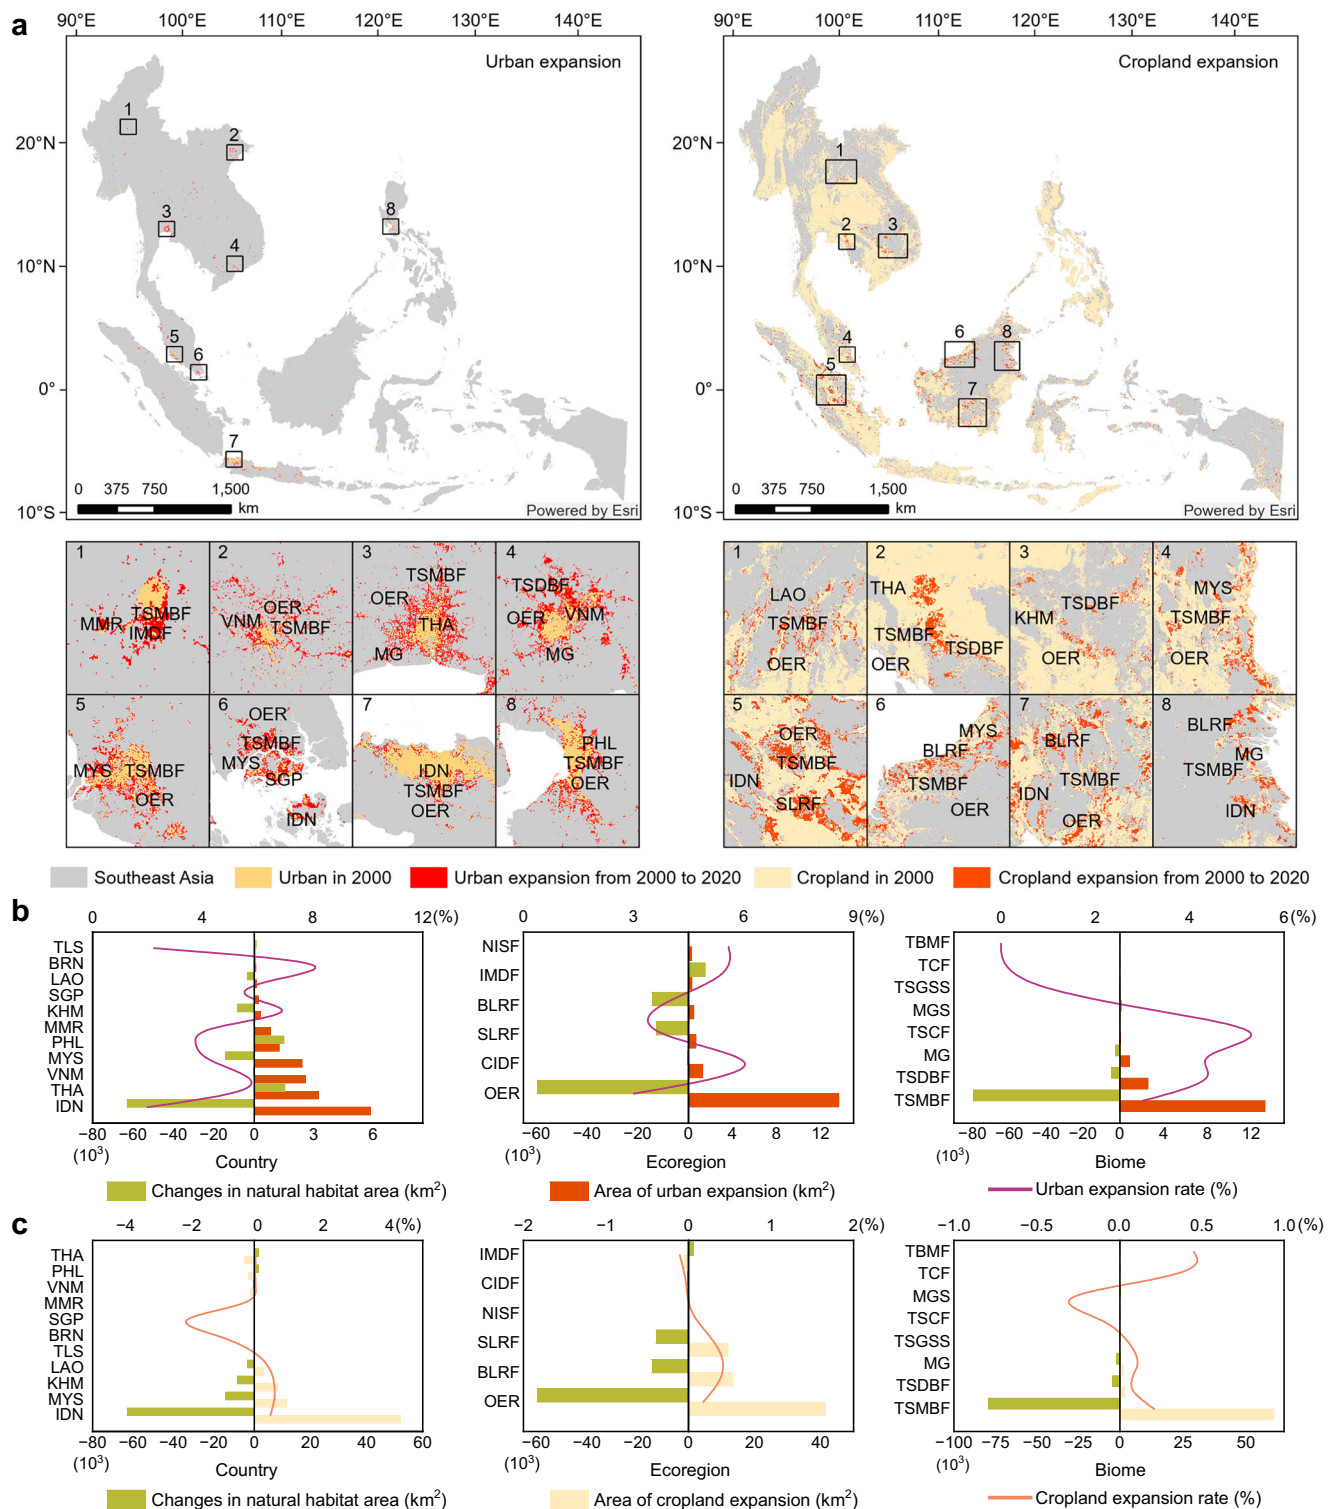 a
90°E 100°E 110°E 120°E 130°E 140°E
90°E 100°E 110°E 120°E 130°E 140°E
Urban expansion
Cropland expansion
20°N
10°N
0°
10°S
1
2
3
4
5
6
7
8
1
2
3
4
5
6
7
8
0 375 750 1,500
km
Powered by Esri
0 375 750 1,500
km
Powered by Esri
1
MMR
TSMBF
IMDF
2
OER
VNM
TSMBF
3
TSMBF
OER
THA
MG
4
TSDBF
OER
VNM
MG
5
MYS
TSMBF
OER
6
OER
TSMBF
MYS
SGP
IDN
7
IDN
TSMBF
OER
8
PHL
TSMBF
OER
1
LAO
TSMBF
OER
2
THA
TSMBF
TSDBF
OER
3
TSDBF
KHM
OER
4
MYS
TSMBF
OER
5
OER
TSMBF
IDN
SLRF
6
MYS
BLRF
TSMBF
OER
7
BLRF
TSMBF
IDN
OER
8
BLRF
MG
TSMBF
IDN
Southeast Asia Urban in 2000 Urban expansion from 2000 to 2020 Cropland in 2000 Cropland expansion from 2000 to 2020
b
0 4 8 12(%)
TLS
BRN
LAO
SGP
KHM
MMR
PHL
MYS
VNM
THA
IDN
−80 −60 −40 −20 0 3 6
(10³)
Country
0 3 6 9(%)
NISF
IMDF
BLRF
SLRF
CIDF
OER
−60 −40 −20 0 4 8 12
(10³)
Ecoregion
0 2 4 6(%)
TBMF
TCF
TSGSS
MGS
TSCF
MG
TSDBF
TSMBF
−80 −60 −40 −20 0 4 8 12
(10³)
Biome
Changes in natural habitat area (km²) Area of urban expansion (km²) Urban expansion rate (%)
c
−4 −2 0 2 4(%)
THA
PHL
VNM
MMR
SGP
BRN
TLS
LAO
KHM
MYS
IDN
−80 −60 −40 −20 0 20 40 60
(10³)
Country
−2 −1 0 1 2(%)
IMDF
CIDF
NISF
SLRF
BLRF
OER
−60 −40 −20 0 20 40
(10³)
Ecoregion
−1.0 −0.5 0.0 0.5 1.0(%)
TBMF
TCF
MGS
TSCF
TSGSS
MG
TSDBF
TSMBF
−100 −75 −50 −25 0 25 50
(10³)
Biome
Changes in natural habitat area (km²) Area of cropland expansion (km²) Cropland expansion rate (%)